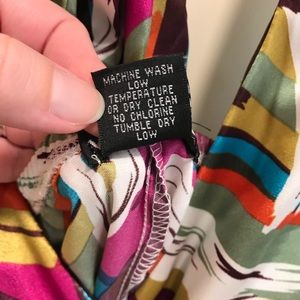 MACHINE WASH
LOW
TEMPERATURE
OR DRY CLEAN
NO CHLORINE
TUMBLE DRY
LOW